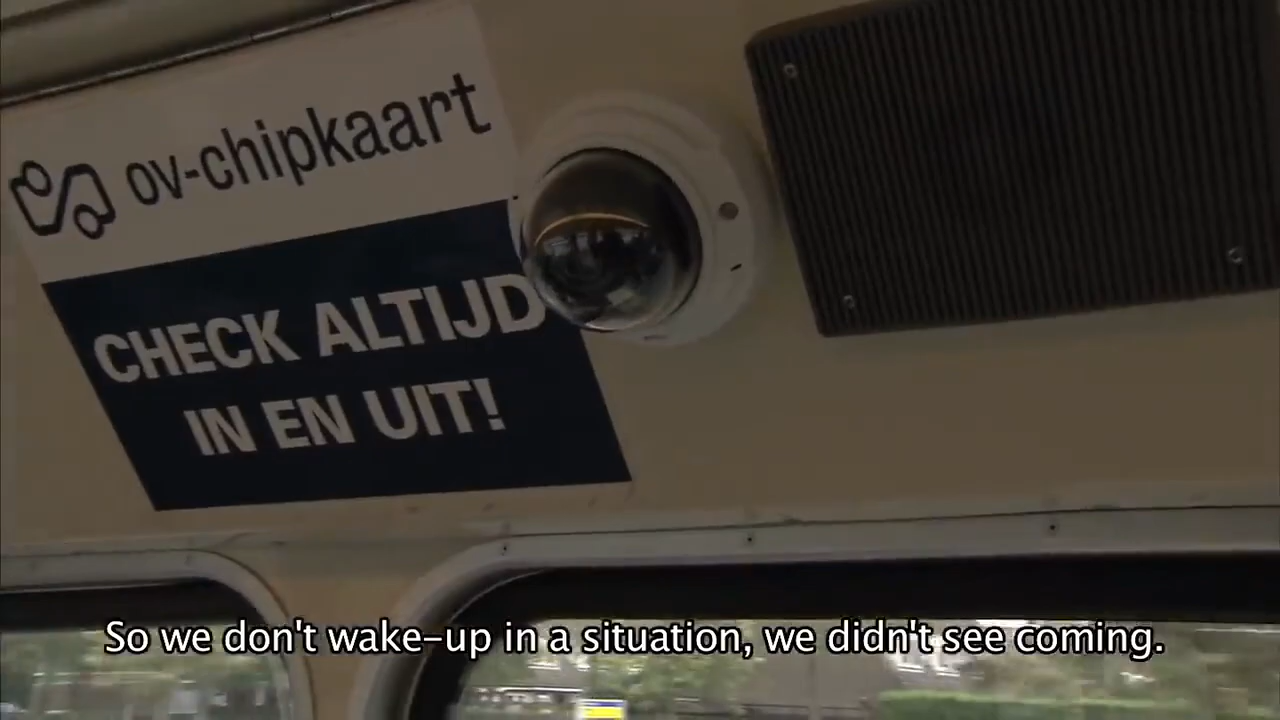 ov-chipkaart
CHECK ALTIJD
IN EN UIT!
So we don't wake-up in a situation, we didn't see coming.